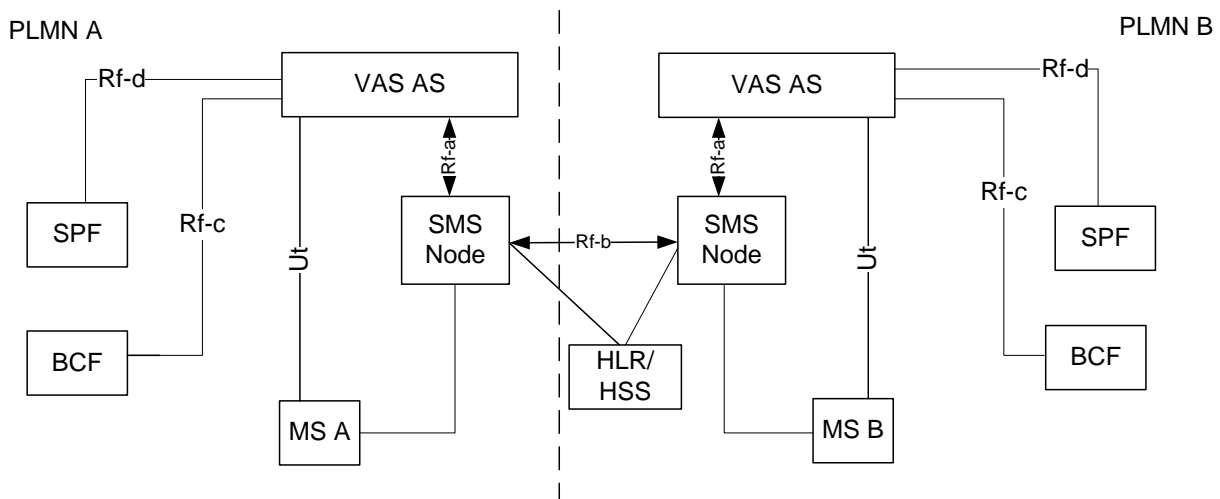 PLMN A
PLMN B
VAS AS
VAS AS
Rf-d
Rf-d
Rf-a
Rf-a
Rf-c
Rf-c
SPF
SMS
Node
Rf-b
SMS
Node
SPF
Ut
Ut
BCF
HLR/
HSS
BCF
MS A
MS B